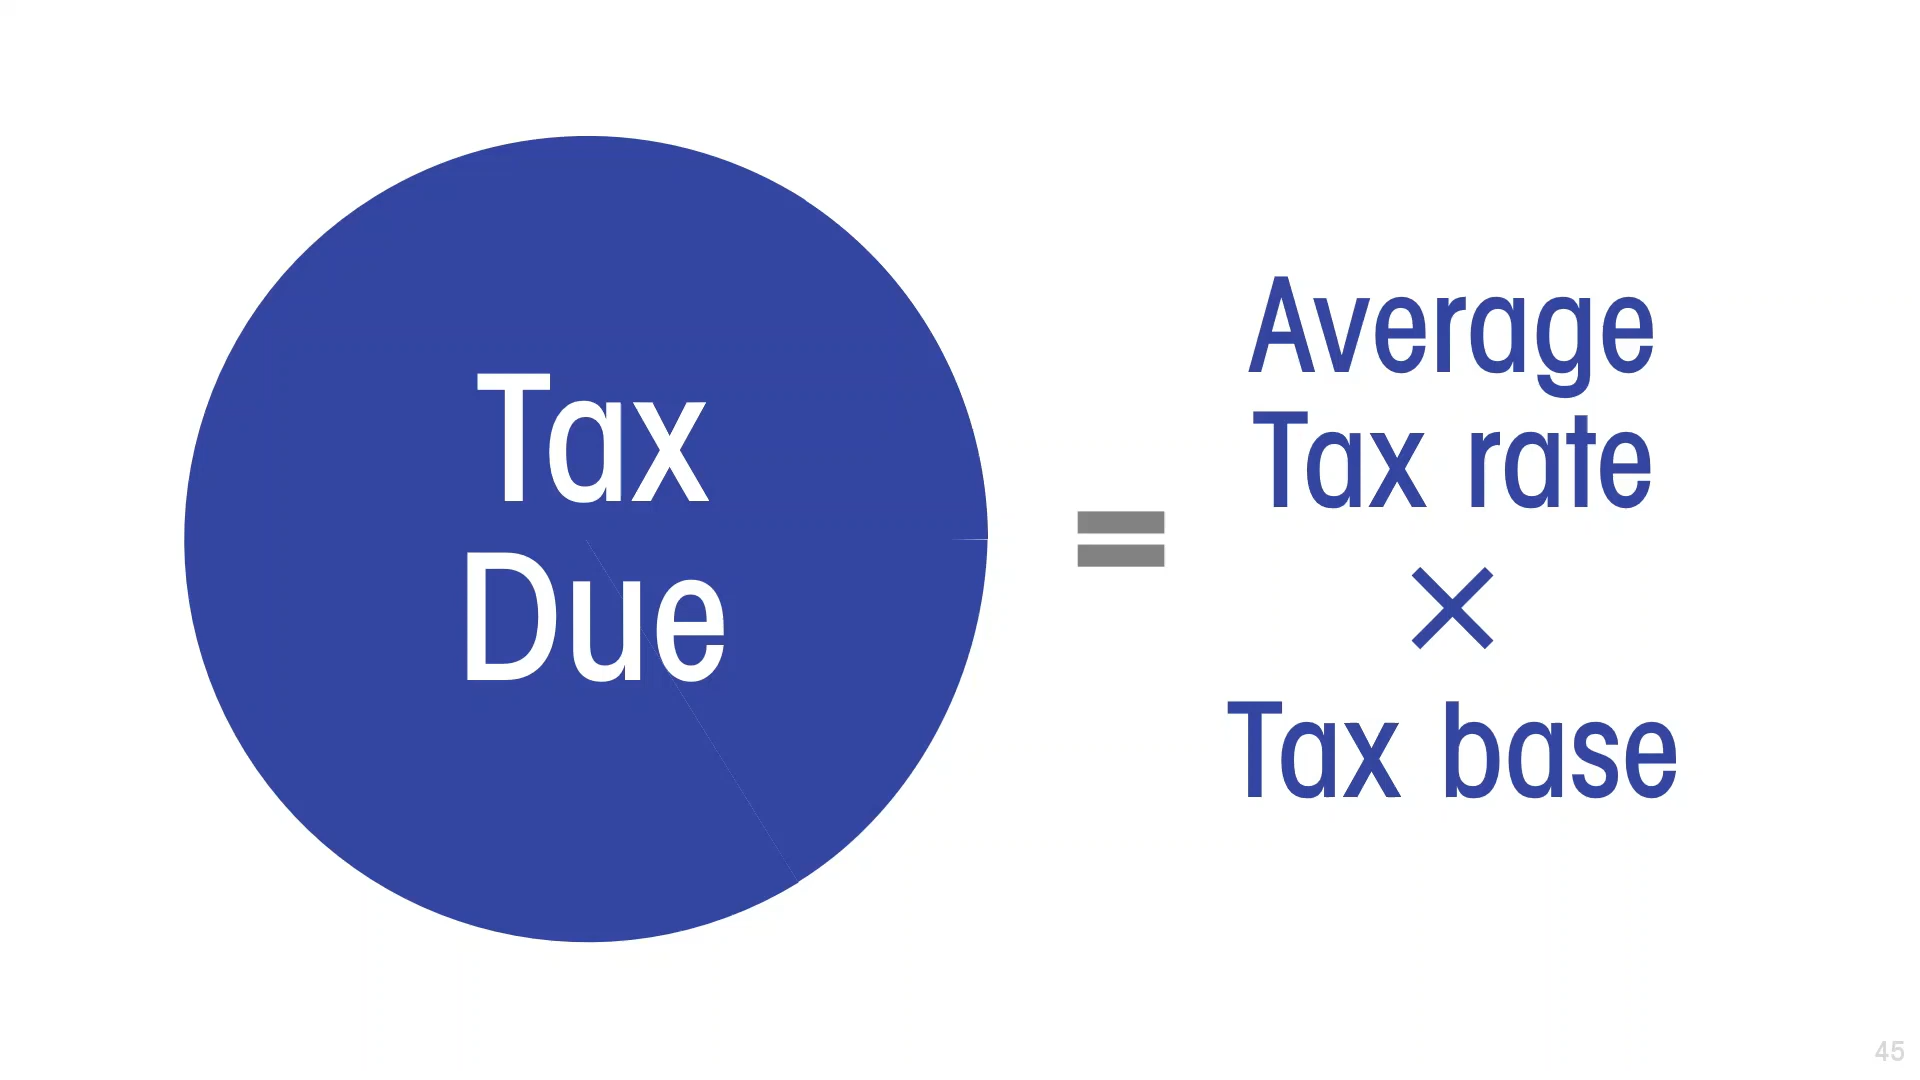 Tax
Due
=
Average
Tax rate
×
Tax base
45